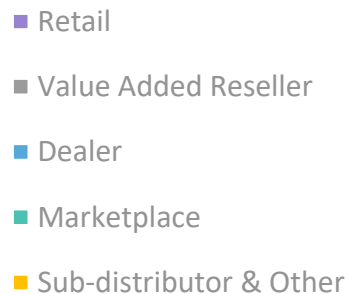 Retail
Value Added Reseller
Dealer
Marketplace
Sub-distributor & Other